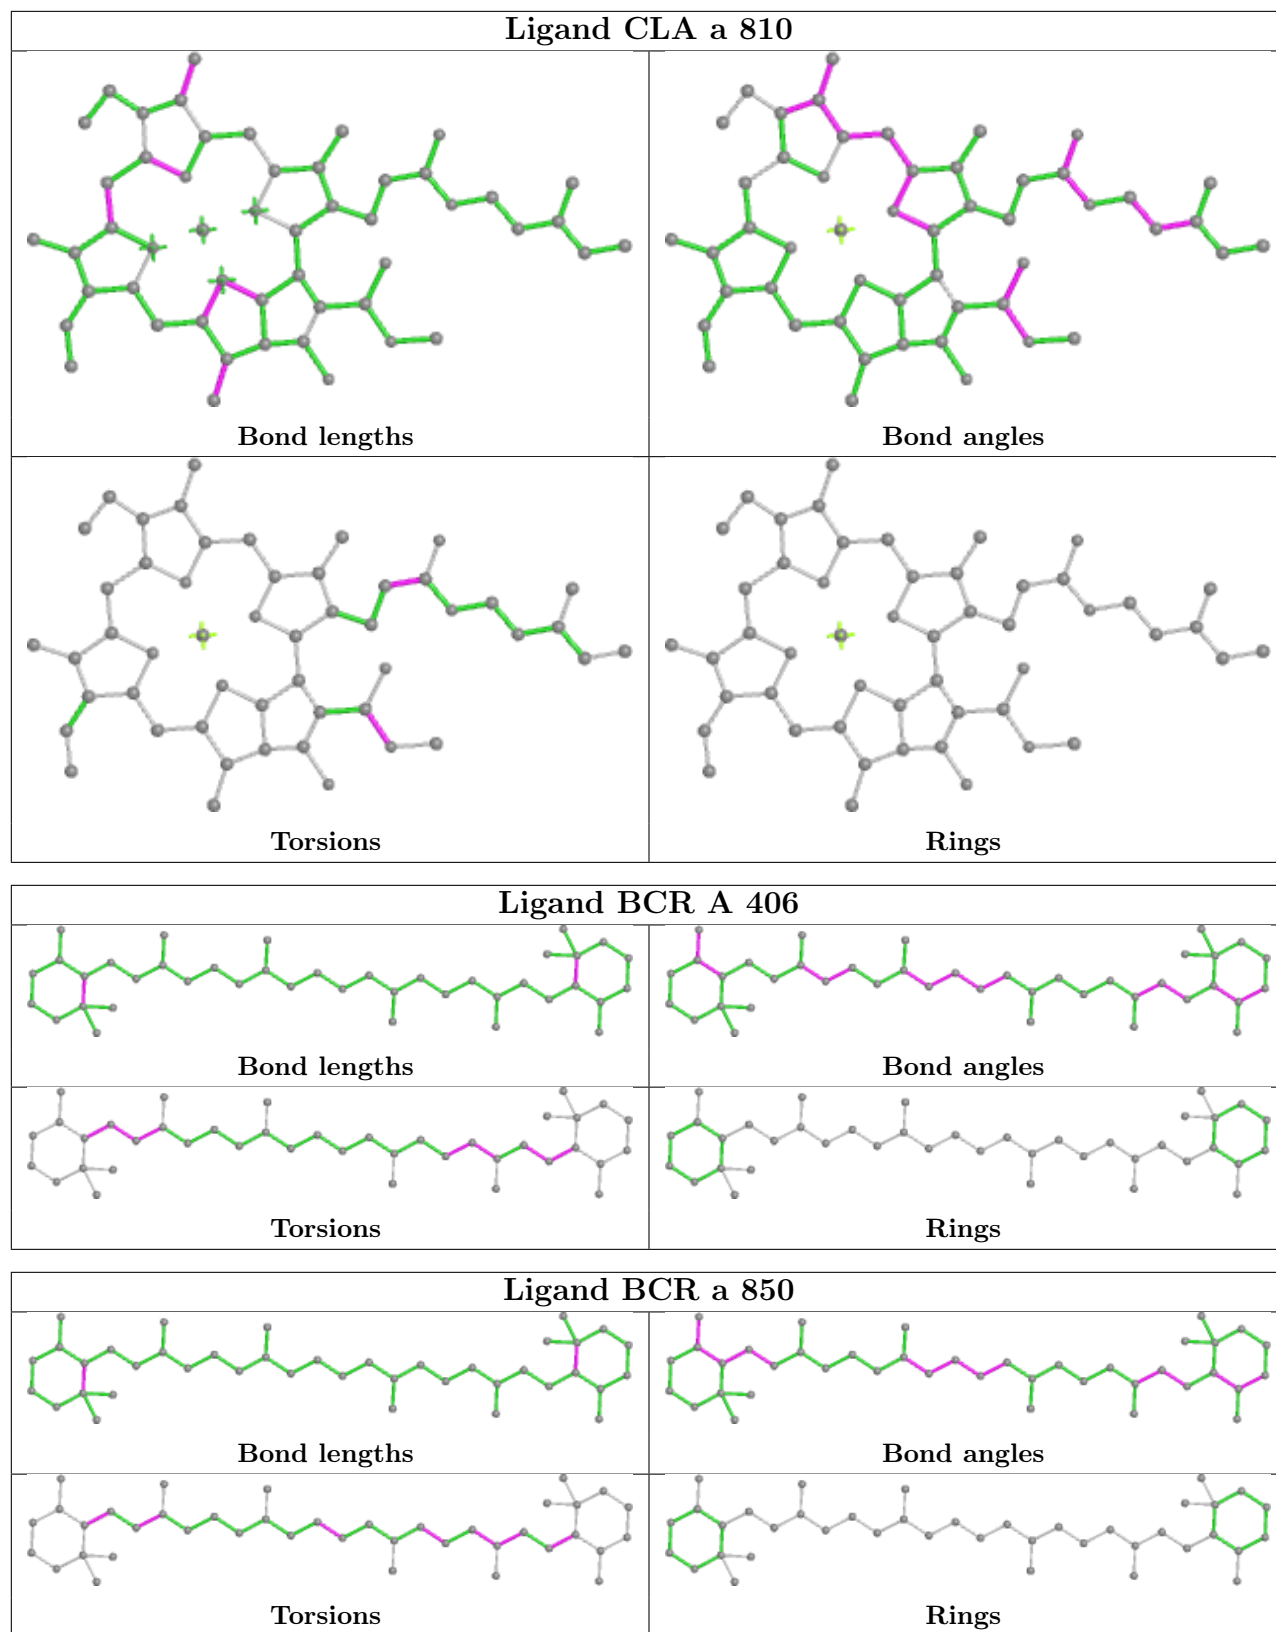 Ligand CLA a 810
Bond lengths
Bond angles
Torsions
Rings
Ligand BCR A 406
Bond lengths
Bond angles
Torsions
Rings
Ligand BCR a 850
Bond lengths
Bond angles
Torsions
Rings